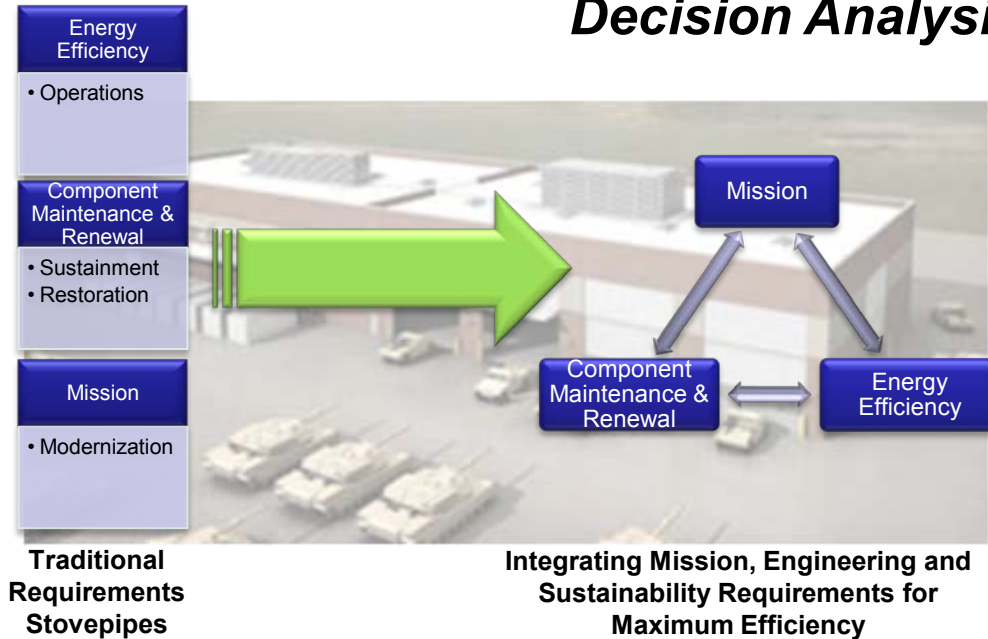 Decision Analysi
Energy
Efficiency
• Operations
Component
Maintenance &
Renewal
• Sustainment
• Restoration
Mission
• Modernization
Traditional
Requirements
Stovepipes
Mission
Component
Maintenance &
Renewal
Energy
Efficiency
Integrating Mission, Engineering and
Sustainability Requirements for
Maximum Efficiency